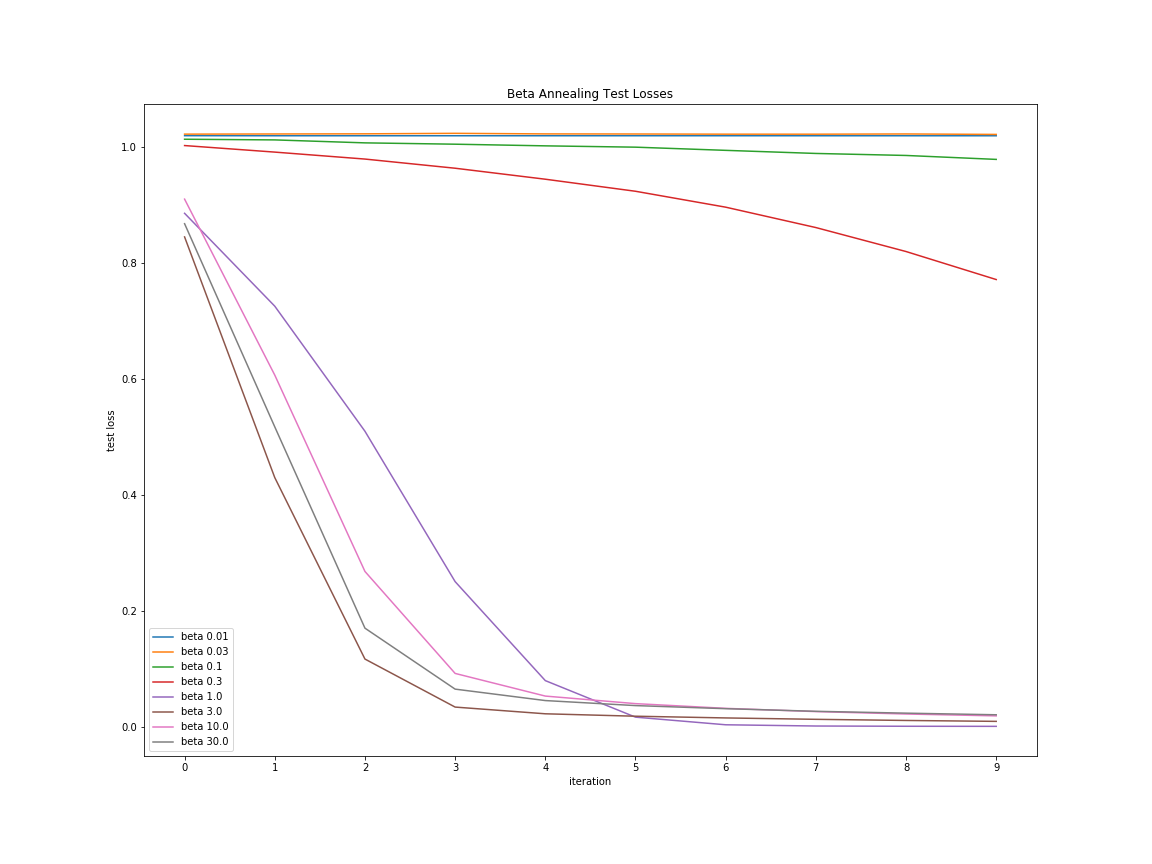 Beta Annealing Test Losses
1.0
0.8
0.6
0.4
0.2
0.0
test loss
beta 0.01
beta 0.03
beta 0.1
beta 0.3
beta 1.0
beta 3.0
beta 10.0
beta 30.0
0 1 2 3 4 5 6 7 8 9
iteration